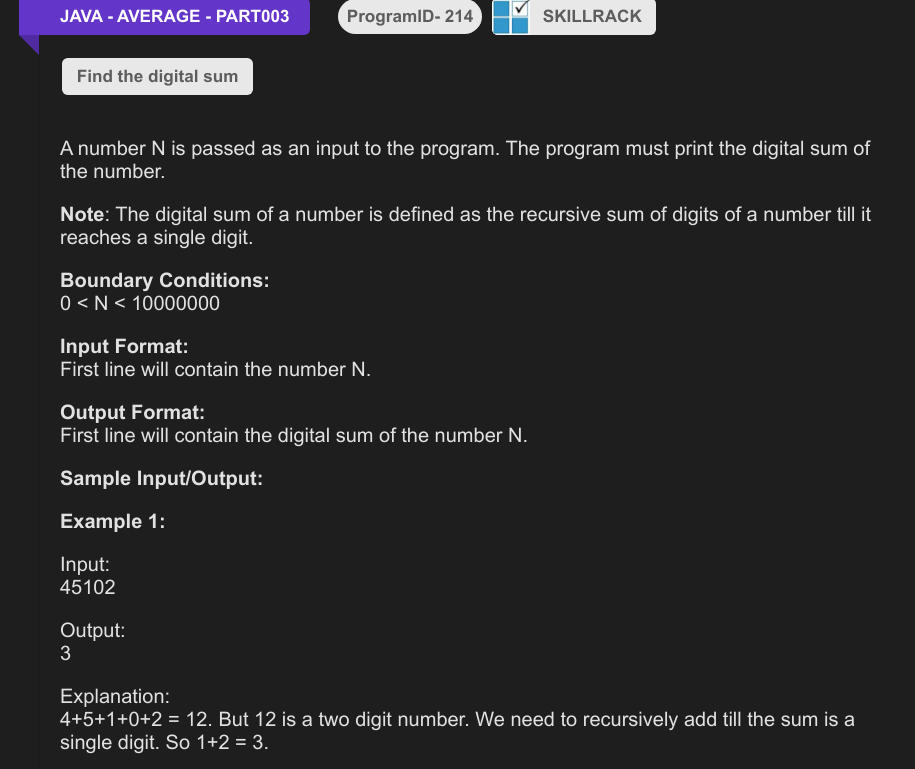 JAVA - AVERAGE - PART003 ProgramID- 214 SKILLRACK
Find the digital sum
A number N is passed as an input to the program. The program must print the digital sum of
the number.
Note: The digital sum of a number is defined as the recursive sum of digits of a number till it
reaches a single digit.
Boundary Conditions:
0 < N < 10000000
Input Format:
First line will contain the number N.
Output Format:
First line will contain the digital sum of the number N.
Sample Input/Output:
Example 1:
Input:
45102
Output:
3
Explanation:
4+5+1+0+2 = 12. But 12 is a two digit number. We need to recursively add till the sum is a
single digit. So 1+2 = 3.